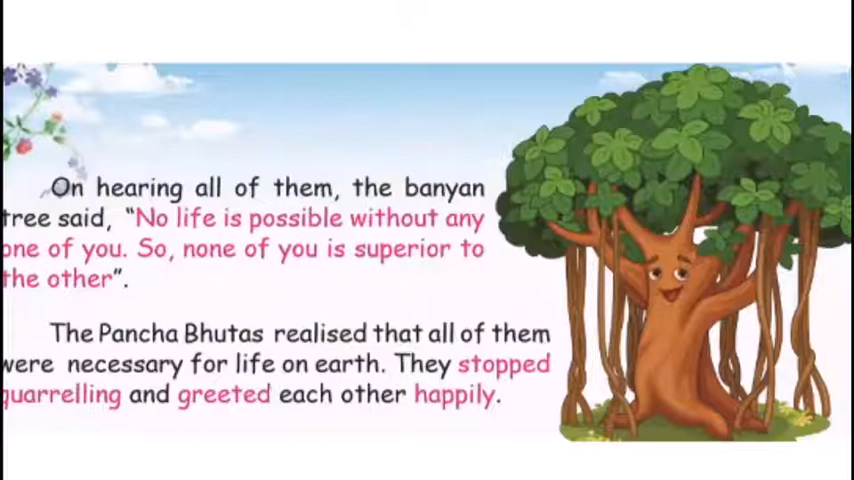 On hearing all of them, the banyan
tree said, "No life is possible without any
one of you. So, none of you is superior to
the other".
The Pancha Bhutas realised that all of them
were necessary for life on earth. They stopped
quarrelling and greeted each other happily.